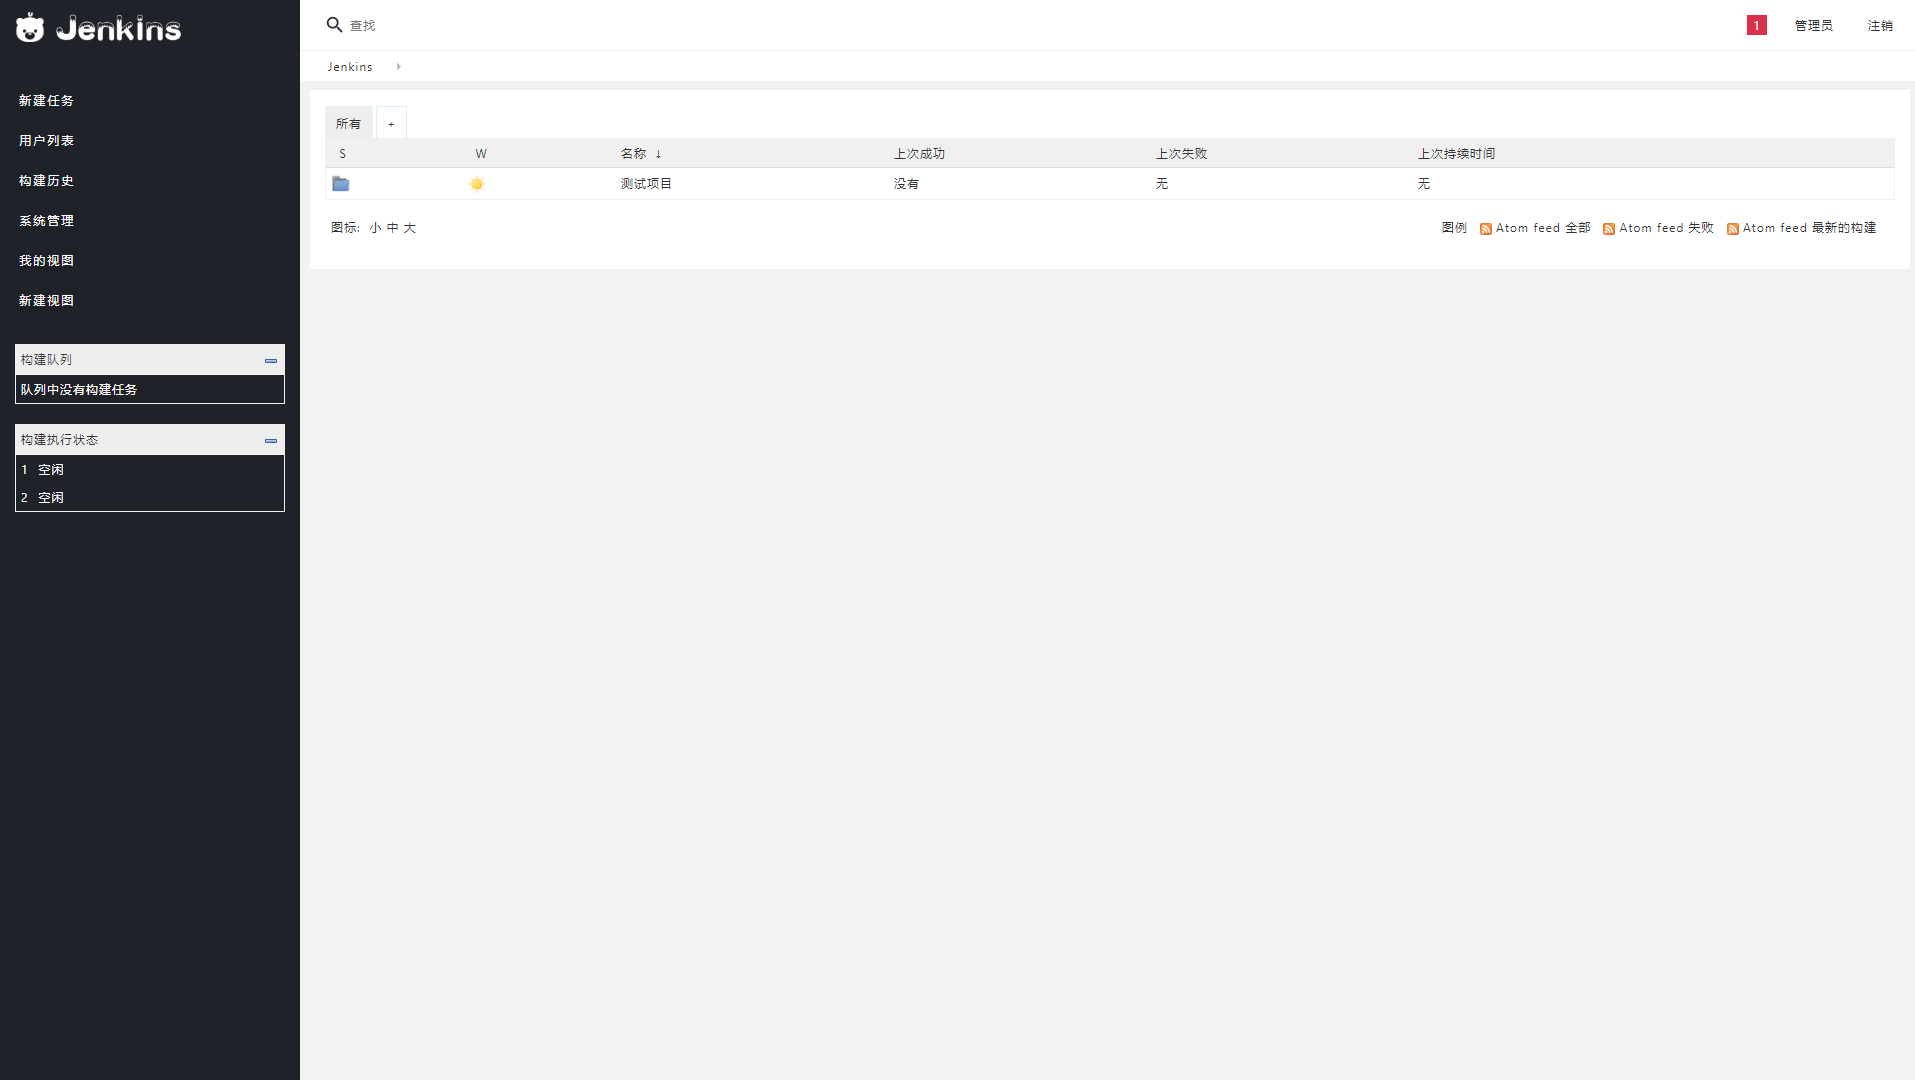 Jenkins
查找
1 管理员 注销
Jenkins
新建任务
用户列表
构建历史
系统管理
我的视图
新建视图
构建队列
队列中没有构建任务
构建执行状态
1 空闲
2 空闲
所有 +
S W 名称 ↓ 上次成功 上次失败 上次持续时间
测试项目 没有 无 无
图标: 小 中 大
图例 Atom feed 全部 Atom feed 失败 Atom feed 最新的构建